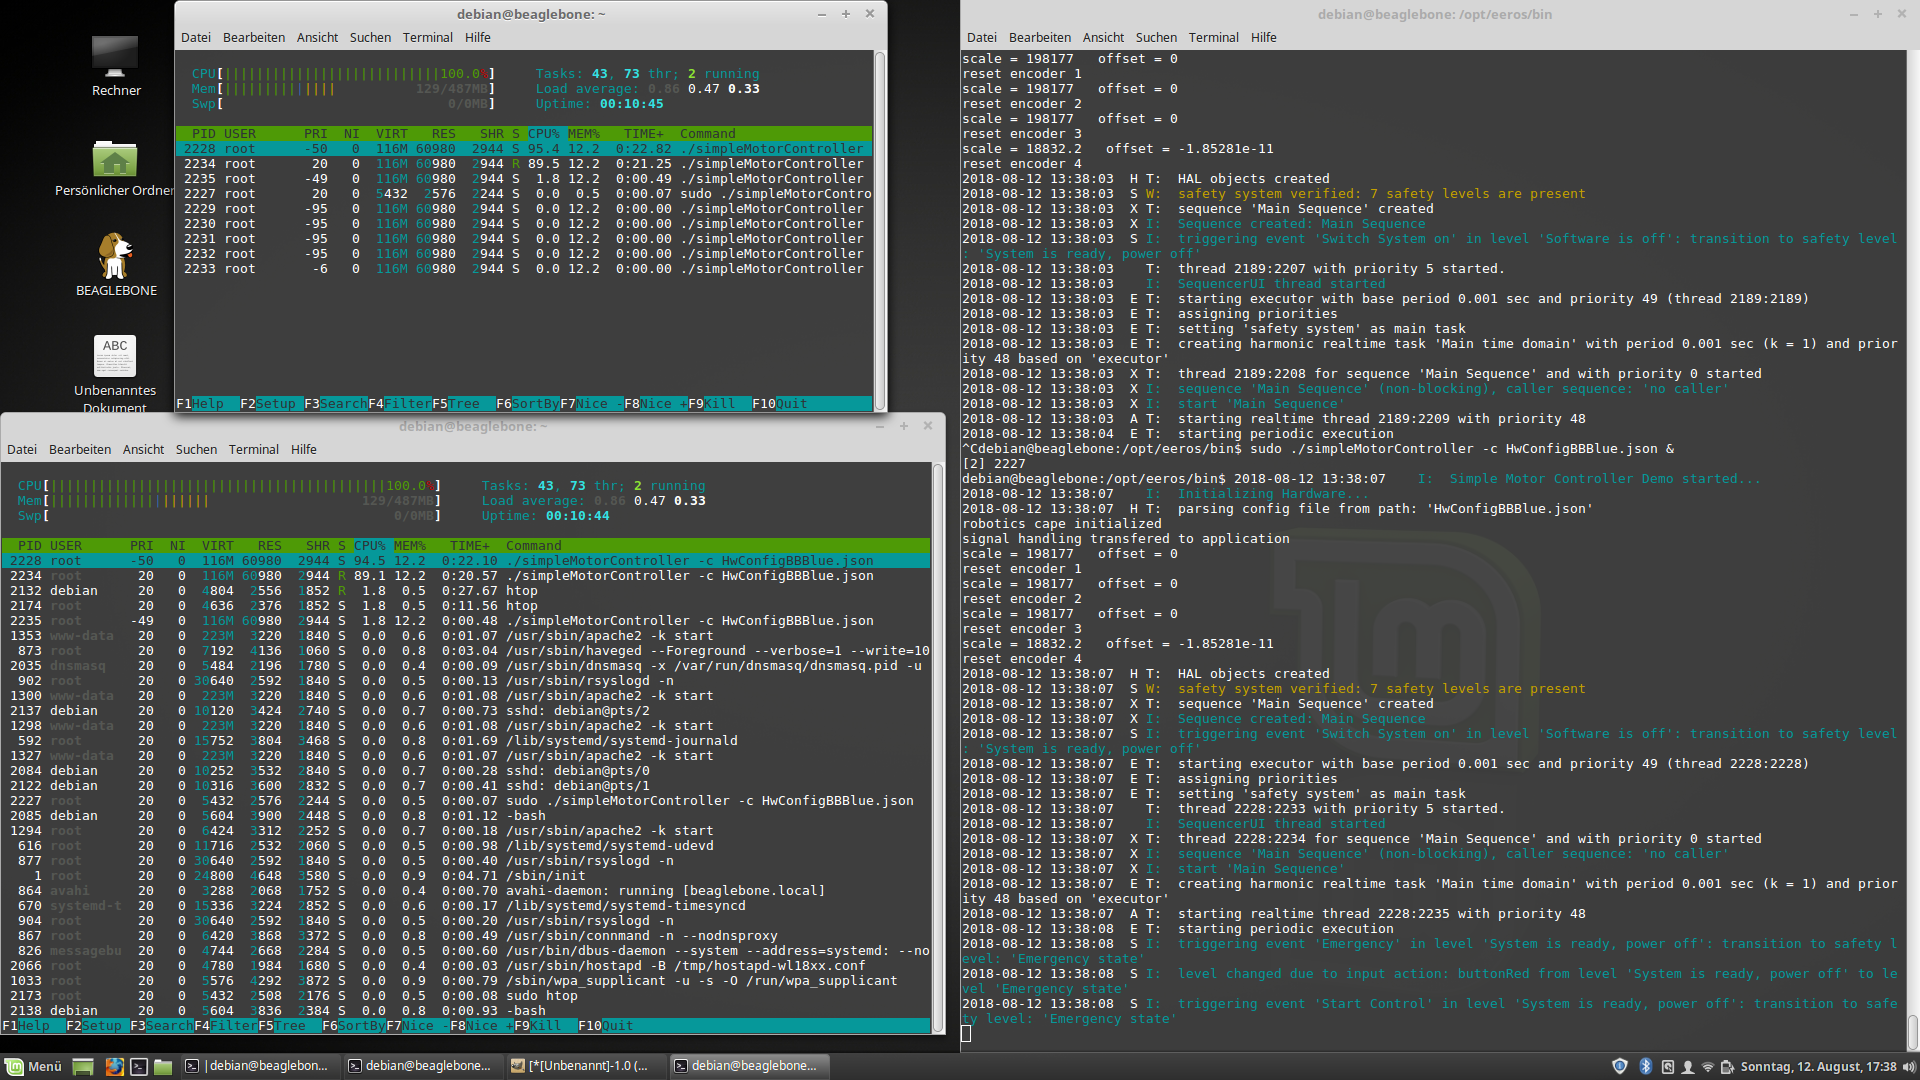 Rechner
Persönlicher Ordner
BEAGLEBONE
ABC
Unbenanntes
Dokument
debian@beaglebone: ~
Datei Bearbeiten Ansicht Suchen Terminal Hilfe
CPU[||||||||||||||||||||||||||||100.0%] Tasks: 43, 73 thr; 2 running
Mem[|||||||||||||| 129/487MB] Load average: 0.86 0.47 0.33
Swp[ 0/0MB] Uptime: 00:10:45
PID USER PRI NI VIRT RES SHR S CPU% MEM% TIME+ Command
2228 root -50 0 116M 60980 2944 S 95.4 12.2 0:22.82 ./simpleMotorController
2234 root 20 0 116M 60980 2944 R 89.5 12.2 0:21.25 ./simpleMotorController
2235 root -49 0 116M 60980 2944 S 1.8 12.2 0:00.49 ./simpleMotorController
2227 root 20 0 5432 2576 2244 S 0.0 0.5 0:00.07 sudo ./simpleMotorContro
2229 root -95 0 116M 60980 2944 S 0.0 12.2 0:00.00 ./simpleMotorController
2230 root -95 0 116M 60980 2944 S 0.0 12.2 0:00.00 ./simpleMotorController
2231 root -95 0 116M 60980 2944 S 0.0 12.2 0:00.00 ./simpleMotorController
2232 root -95 0 116M 60980 2944 S 0.0 12.2 0:00.00 ./simpleMotorController
2233 root -6 0 116M 60980 2944 S 0.0 12.2 0:00.00 ./simpleMotorController
F1Help F2Setup F3SearchF4FilterF5Tree F6SortByF7Nice -F8Nice +F9Kill F10Quit
debian@beaglebone: ~
Datei Bearbeiten Ansicht Suchen Terminal Hilfe
CPU[||||||||||||||||||||||||||||||||||||||||||100.0%] Tasks: 43, 73 thr; 2 running
Mem[|||||||||||||||||||| 129/487MB] Load average: 0.86 0.47 0.33
Swp[ 0/0MB] Uptime: 00:10:44
PID USER PRI NI VIRT RES SHR S CPU% MEM% TIME+ Command
2228 root -50 0 116M 60980 2944 S 94.5 12.2 0:22.10 ./simpleMotorController -c HwConfigBBBlue.json
2234 root 20 0 116M 60980 2944 R 89.1 12.2 0:20.57 ./simpleMotorController -c HwConfigBBBlue.json
2132 debian 20 0 4804 2556 1852 R 1.8 0.5 0:27.67 htop
2174 root 20 0 4636 2376 1852 S 1.8 0.5 0:11.56 htop
2235 root -49 0 116M 60980 2944 S 1.8 12.2 0:00.48 ./simpleMotorController -c HwConfigBBBlue.json
1353 www-data 20 0 223M 3220 1840 S 0.0 0.6 0:01.07 /usr/sbin/apache2 -k start
873 root 20 0 7192 4136 1060 S 0.0 0.8 0:03.04 /usr/sbin/haveged --Foreground --verbose=1 --write=10
2035 dnsmasq 20 0 5484 2196 1780 S 0.0 0.4 0:00.09 /usr/sbin/dnsmasq -x /var/run/dnsmasq/dnsmasq.pid -u
902 root 20 0 30640 2592 1840 S 0.0 0.5 0:00.13 /usr/sbin/rsyslogd -n
1300 www-data 20 0 223M 3220 1840 S 0.0 0.6 0:01.08 /usr/sbin/apache2 -k start
2137 debian 20 0 10120 3424 2740 S 0.0 0.7 0:00.73 sshd: debian@pts/2
1298 www-data 20 0 223M 3220 1840 S 0.0 0.6 0:01.08 /usr/sbin/apache2 -k start
592 root 20 0 15752 3804 3468 S 0.0 0.8 0:01.69 /lib/systemd/systemd-journald
1327 www-data 20 0 223M 3220 1840 S 0.0 0.6 0:01.07 /usr/sbin/apache2 -k start
2084 debian 20 0 10252 3532 2840 S 0.0 0.7 0:00.28 sshd: debian@pts/0
2122 debian 20 0 10316 3600 2832 S 0.0 0.7 0:00.41 sshd: debian@pts/1
2227 root 20 0 5432 2576 2244 S 0.0 0.5 0:00.07 sudo ./simpleMotorController -c HwConfigBBBlue.json
2085 debian 20 0 5604 3900 2448 S 0.0 0.8 0:01.12 -bash
1294 root 20 0 6424 3312 2252 S 0.0 0.7 0:00.18 /usr/sbin/apache2 -k start
616 root 20 0 11716 2532 2060 S 0.0 0.5 0:00.98 /lib/systemd/systemd-udevd
877 root 20 0 30640 2592 1840 S 0.0 0.5 0:00.40 /usr/sbin/rsyslogd -n
1 root 20 0 24800 4648 3580 S 0.0 0.9 0:04.71 /sbin/init
864 avahi 20 0 3288 2068 1752 S 0.0 0.4 0:00.70 avahi-daemon: running [beaglebone.local]
670 systemd-t 20 0 15336 3224 2852 S 0.0 0.6 0:00.17 /lib/systemd/systemd-timesyncd
904 root 20 0 30640 2592 1840 S 0.0 0.5 0:00.20 /usr/sbin/rsyslogd -n
867 root 20 0 6420 3868 3372 S 0.0 0.8 0:00.49 /usr/sbin/connmand -n --nodnsproxy
826 messagebu 20 0 4744 2668 2284 S 0.0 0.5 0:00.60 /usr/bin/dbus-daemon --system --address=systemd: --no
2066 root 20 0 4780 1984 1680 S 0.0 0.4 0:00.03 /usr/sbin/hostapd -B /tmp/hostapd-wl18xx.conf
1033 root 20 0 5576 4292 3872 S 0.0 0.9 0:00.79 /sbin/wpa_supplicant -u -s -O /run/wpa_supplicant
2173 root 20 0 5432 2508 2176 S 0.0 0.5 0:00.08 sudo htop
2138 debian 20 0 5604 3836 2384 S 0.0 0.8 0:00.93 -bash
F1Help F2Setup F3SearchF4FilterF5Tree F6SortByF7Nice -F8Nice +F9Kill F10Quit
debian@beaglebone: /opt/eeros/bin
Datei Bearbeiten Ansicht Suchen Terminal Hilfe
scale = 198177 offset = 0
reset encoder 1
scale = 198177 offset = 0
reset encoder 2
scale = 198177 offset = 0
reset encoder 3
scale = 18832.2 offset = -1.85281e-11
reset encoder 4
2018-08-12 13:38:03 H T: HAL objects created
2018-08-12 13:38:03 S W: safety system verified: 7 safety levels are present
2018-08-12 13:38:03 X T: sequence 'Main Sequence' created
2018-08-12 13:38:03 X I: Sequence created: Main Sequence
2018-08-12 13:38:03 S I: triggering event 'Switch System on' in level 'Software is off': transition to safety level
: 'System is ready, power off'
2018-08-12 13:38:03 T: thread 2189:2207 with priority 5 started.
2018-08-12 13:38:03 I: SequencerUI thread started
2018-08-12 13:38:03 E T: starting executor with base period 0.001 sec and priority 49 (thread 2189:2189)
2018-08-12 13:38:03 E T: assigning priorities
2018-08-12 13:38:03 E T: setting 'safety system' as main task
2018-08-12 13:38:03 E T: creating harmonic realtime task 'Main time domain' with period 0.001 sec (k = 1) and prior
ity 48 based on 'executor'
2018-08-12 13:38:03 X T: thread 2189:2208 for sequence 'Main Sequence' and with priority 0 started
2018-08-12 13:38:03 X I: sequence 'Main Sequence' (non-blocking), caller sequence: 'no caller'
2018-08-12 13:38:03 X I: start 'Main Sequence'
2018-08-12 13:38:03 A T: starting realtime thread 2189:2209 with priority 48
2018-08-12 13:38:04 E T: starting periodic execution
^Cdebian@beaglebone:/opt/eeros/bin$ sudo ./simpleMotorController -c HwConfigBBBlue.json &
[2] 2227
debian@beaglebone:/opt/eeros/bin$ 2018-08-12 13:38:07 I: Simple Motor Controller Demo started...
2018-08-12 13:38:07 I: Initializing Hardware...
2018-08-12 13:38:07 H T: parsing config file from path: 'HwConfigBBBlue.json'
robotics cape initialized
signal handling transfered to application
scale = 198177 offset = 0
reset encoder 1
scale = 198177 offset = 0
reset encoder 2
scale = 198177 offset = 0
reset encoder 3
scale = 18832.2 offset = -1.85281e-11
reset encoder 4
2018-08-12 13:38:07 H T: HAL objects created
2018-08-12 13:38:07 S W: safety system verified: 7 safety levels are present
2018-08-12 13:38:07 X T: sequence 'Main Sequence' created
2018-08-12 13:38:07 X I: Sequence created: Main Sequence
2018-08-12 13:38:07 S I: triggering event 'Switch System on' in level 'Software is off': transition to safety level
: 'System is ready, power off'
2018-08-12 13:38:07 E T: starting executor with base period 0.001 sec and priority 49 (thread 2228:2228)
2018-08-12 13:38:07 E T: assigning priorities
2018-08-12 13:38:07 E T: setting 'safety system' as main task
2018-08-12 13:38:07 T: thread 2228:2233 with priority 5 started.
2018-08-12 13:38:07 I: SequencerUI thread started
2018-08-12 13:38:07 X T: thread 2228:2234 for sequence 'Main Sequence' and with priority 0 started
2018-08-12 13:38:07 X I: sequence 'Main Sequence' (non-blocking), caller sequence: 'no caller'
2018-08-12 13:38:07 X I: start 'Main Sequence'
2018-08-12 13:38:07 E T: creating harmonic realtime task 'Main time domain' with period 0.001 sec (k = 1) and prior
ity 48 based on 'executor'
2018-08-12 13:38:07 A T: starting realtime thread 2228:2235 with priority 48
2018-08-12 13:38:08 E T: starting periodic execution
2018-08-12 13:38:08 S I: triggering event 'Emergency' in level 'System is ready, power off': transition to safety l
evel: 'Emergency state'
2018-08-12 13:38:08 S I: level changed due to input action: buttonRed from level 'System is ready, power off' to le
vel 'Emergency state'
2018-08-12 13:38:08 S I: triggering event 'Start Control' in level 'System is ready, power off': transition to safe
ty level: 'Emergency state'
Menü |debian@beaglebon... debian@beaglebone... [*[Unbenannt]-1.0 (... debian@beaglebone... Sonntag, 12. August, 17:38